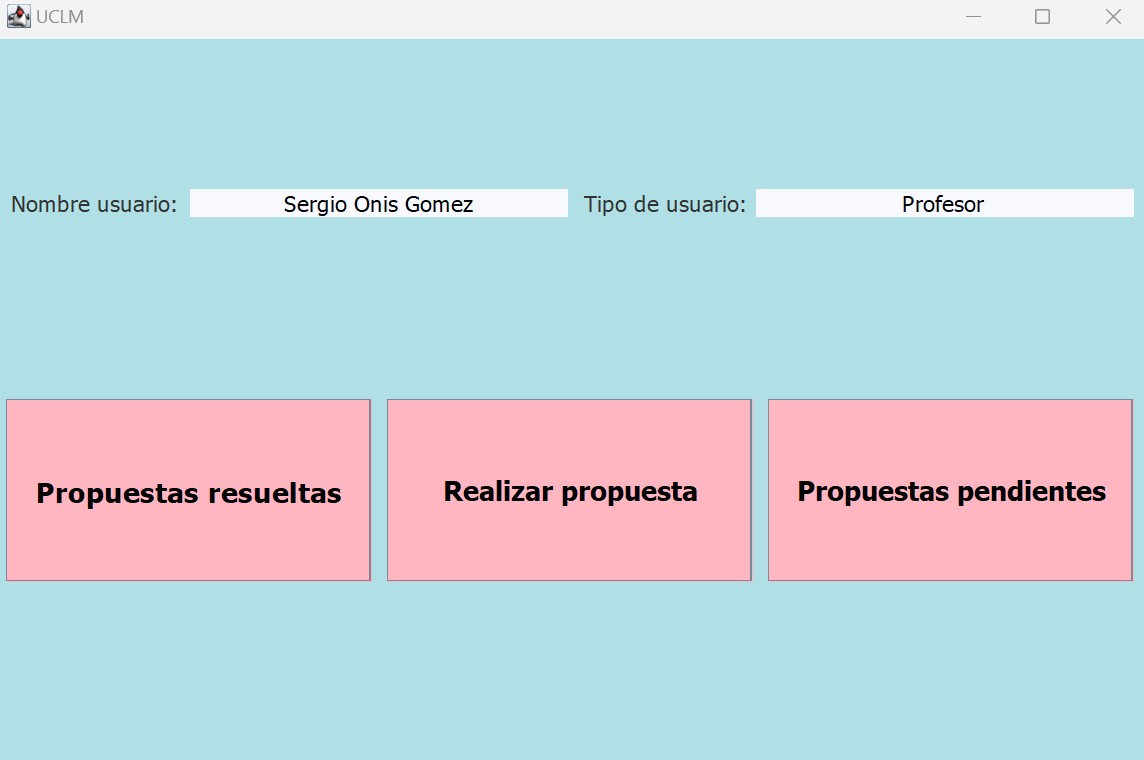 UCLM
Nombre usuario: Sergio Onis Gomez Tipo de usuario: Profesor
Propuestas resueltas Realizar propuesta Propuestas pendientes